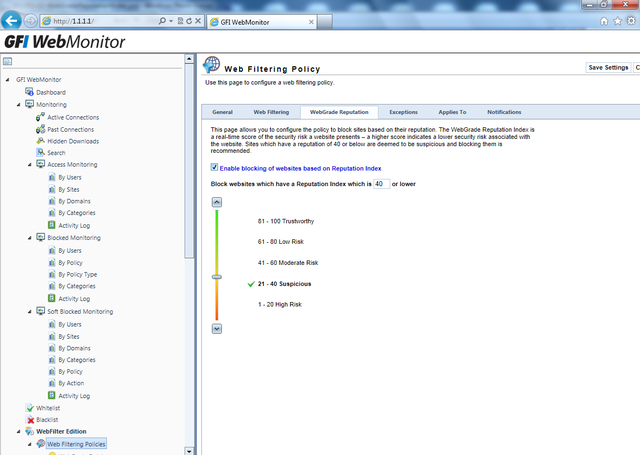 http://1.1.1.1/
GFI WebMonitor
GFI WebMonitor
GFI WebMonitor
Dashboard
Monitoring
Active Connections
Past Connections
Hidden Downloads
Search
Access Monitoring
By Users
By Sites
By Domains
By Categories
Activity Log
Blocked Monitoring
By Users
By Policy
By Policy Type
By Categories
Activity Log
Soft Blocked Monitoring
By Users
By Sites
By Domains
By Categories
By Policy
By Action
Activity Log
Whitelist
Blacklist
WebFilter Edition
Web Filtering Policies
Web Filtering Policy
Save Settings
Use this page to configure a web filtering policy.
General Web Filtering WebGrade Reputation Exceptions Applies To Notifications
This page allows you to configure the policy to block sites based on their reputation. The WebGrade Reputation Index is
a real-time score of the security risk a website presents – a higher score indicates a lower security risk associated with
the website. Sites which have a reputation of 40 or below are deemed to be suspicious and blocking them is
recommended.
Enable blocking of websites based on Reputation Index
Block websites which have a Reputation Index which is 40 or lower
81 - 100 Trustworthy
61 - 80 Low Risk
41 - 60 Moderate Risk
21 - 40 Suspicious
1 - 20 High Risk